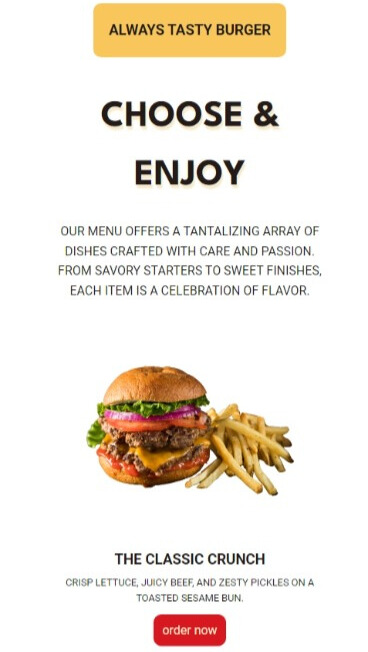 ALWAYS TASTY BURGER
CHOOSE &
ENJOY
OUR MENU OFFERS A TANTALIZING ARRAY OF
DISHES CRAFTED WITH CARE AND PASSION.
FROM SAVORY STARTERS TO SWEET FINISHES,
EACH ITEM IS A CELEBRATION OF FLAVOR.
THE CLASSIC CRUNCH
CRISP LETTUCE, JUICY BEEF, AND ZESTY PICKLES ON A
TOASTED SESAME BUN.
order now